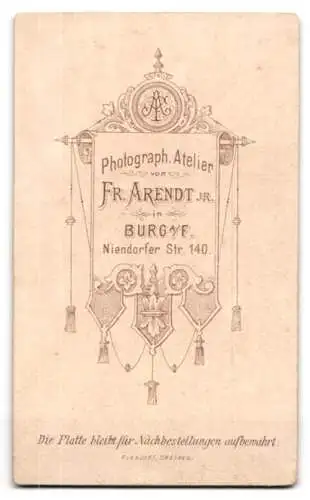 Photograph. Atelier
von
FR. ARENDT JR.
in
BURG a/F.
Niendorfer Str. 140.
Die Platte bleibt für Nachbestellungen aufbewahrt.